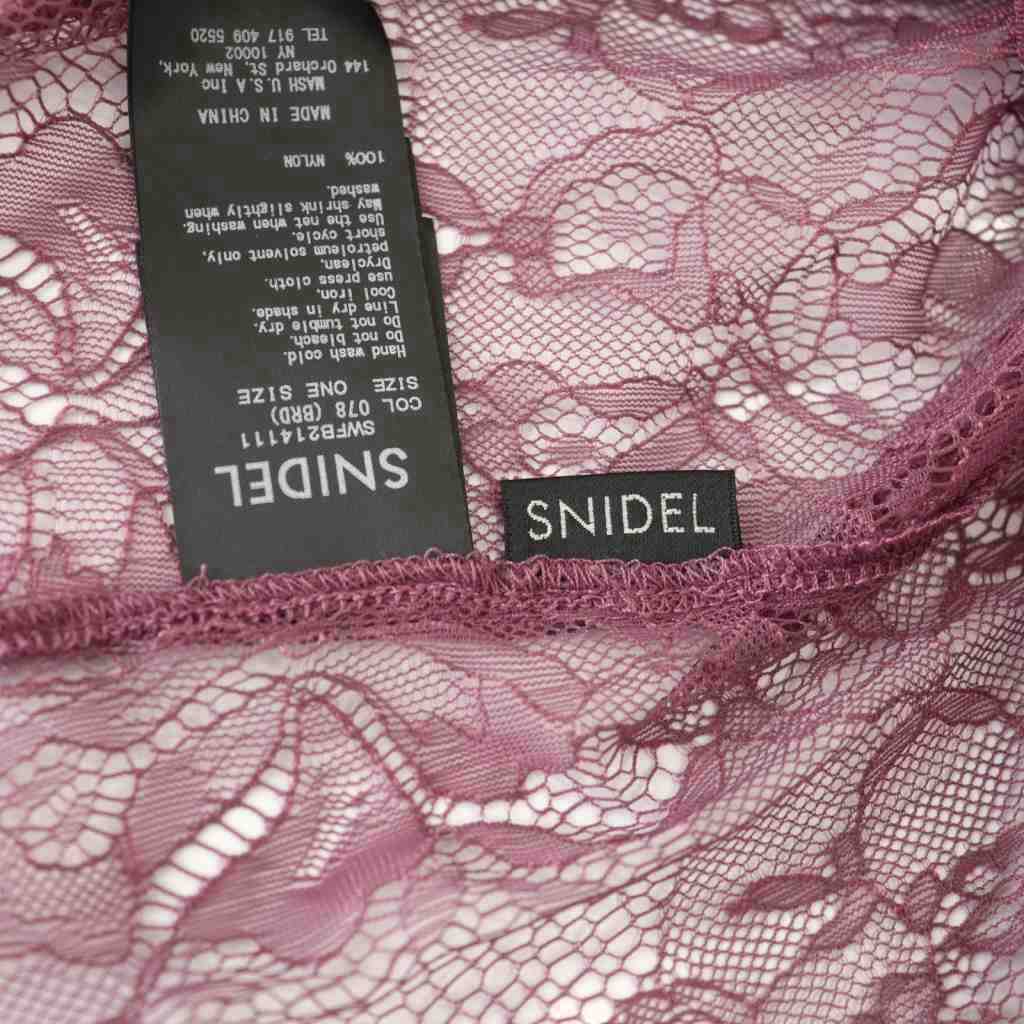 SNIDEL
SWFB214111
COL 078 (BRD)
SIZE ONE SIZE
Hand wash cold.
Do not bleach.
Do not tumble dry.
Line dry in shade.
Cool iron,
use press cloth.
Dryclean,
petroleum solvent only,
short cycle.
Use the net when washing.
May shrink slightly when
washed.
100% NYLON
MADE IN CHINA
MASH U.S.A Inc
144 Orchard St, New York,
NY 10002
TEL 917 409 5520
SNIDEL